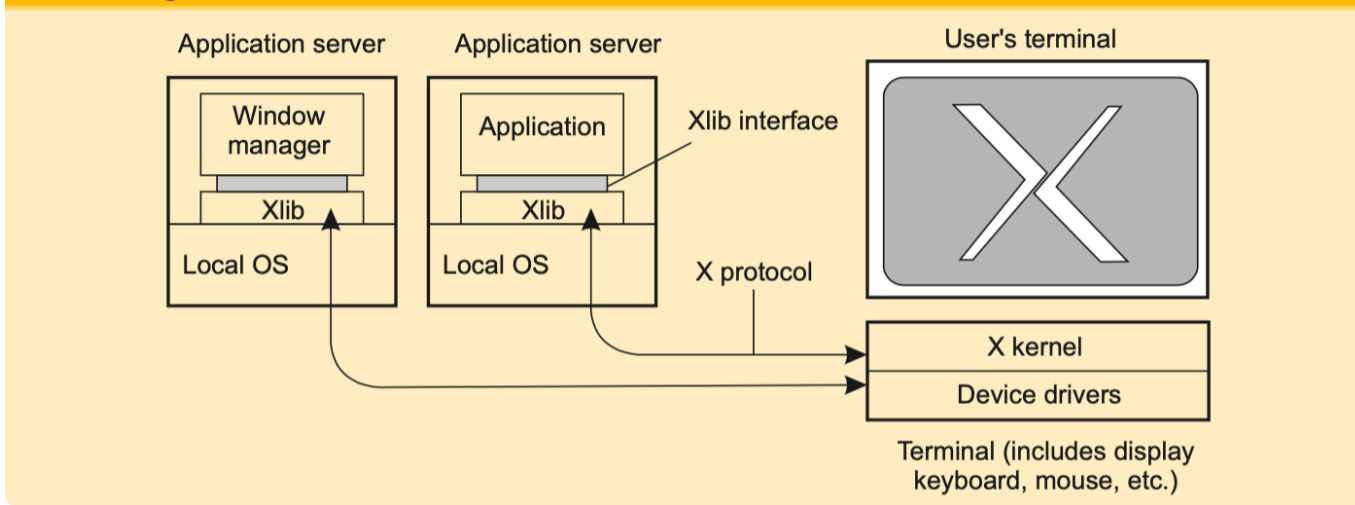 Application server
Application server
User's terminal
Window
manager
Application
Xlib interface
Xlib
Xlib
Local OS
Local OS
X protocol
X kernel
Device drivers
Terminal (includes display
keyboard, mouse, etc.)